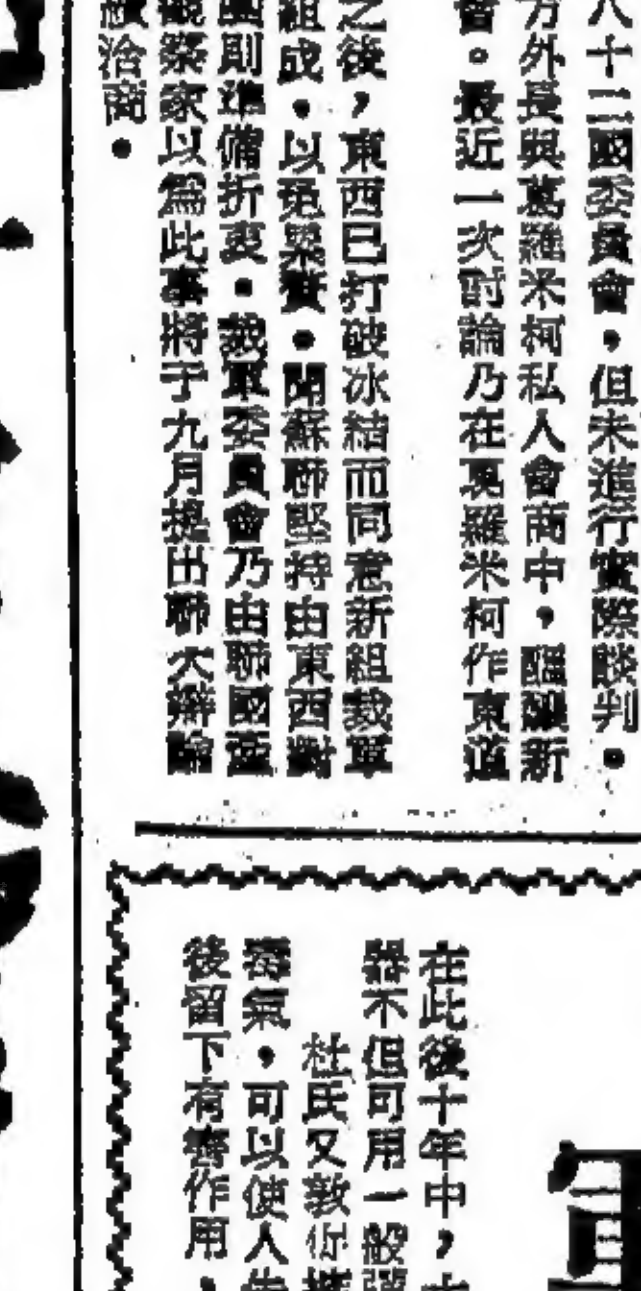 八十二國委員會。但未進行實際談判。
方外長與葛羅米柯私人會商中，醞釀新
會。最近一次討論乃在葛羅米柯作東道
之後，東西已打破冰結而同意新組裁軍
組成。以免累贅。聞蘇聯堅持由東西對
則準備折衷。裁軍委員會乃由聯國
觀察家以為此事將于九月提出聯大辯論
續洽商。
在此後十年中，
器不但可用一般
杜氏又敦
毒氣，可以使人
後留下有害作用，